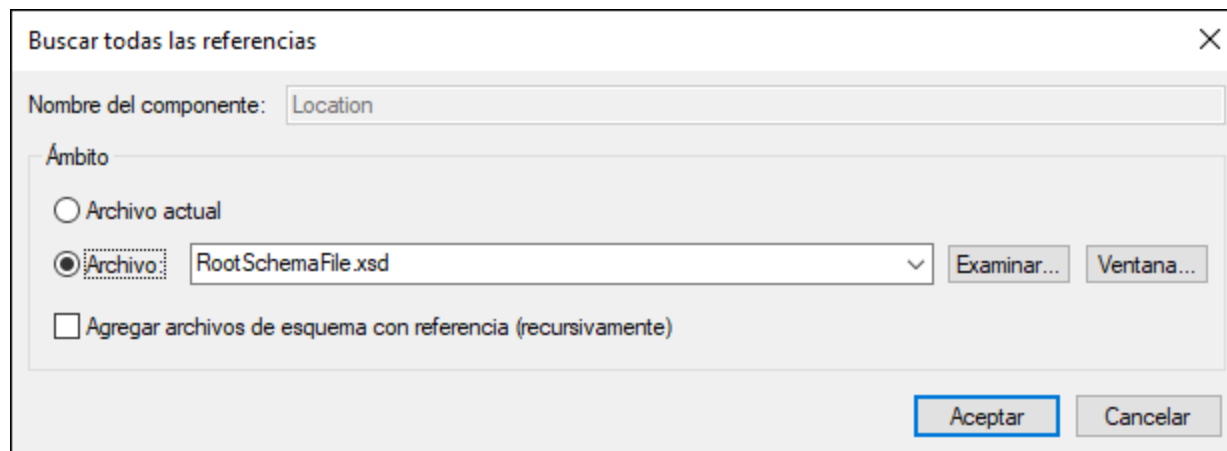 Buscar todas las referencias
Nombre del componente: Location
Ámbito
Archivo actual
Archivo: RootSchemaFile.xsd Examinar... Ventana...
Agregar archivos de esquema con referencia (recursivamente)
Aceptar Cancelar